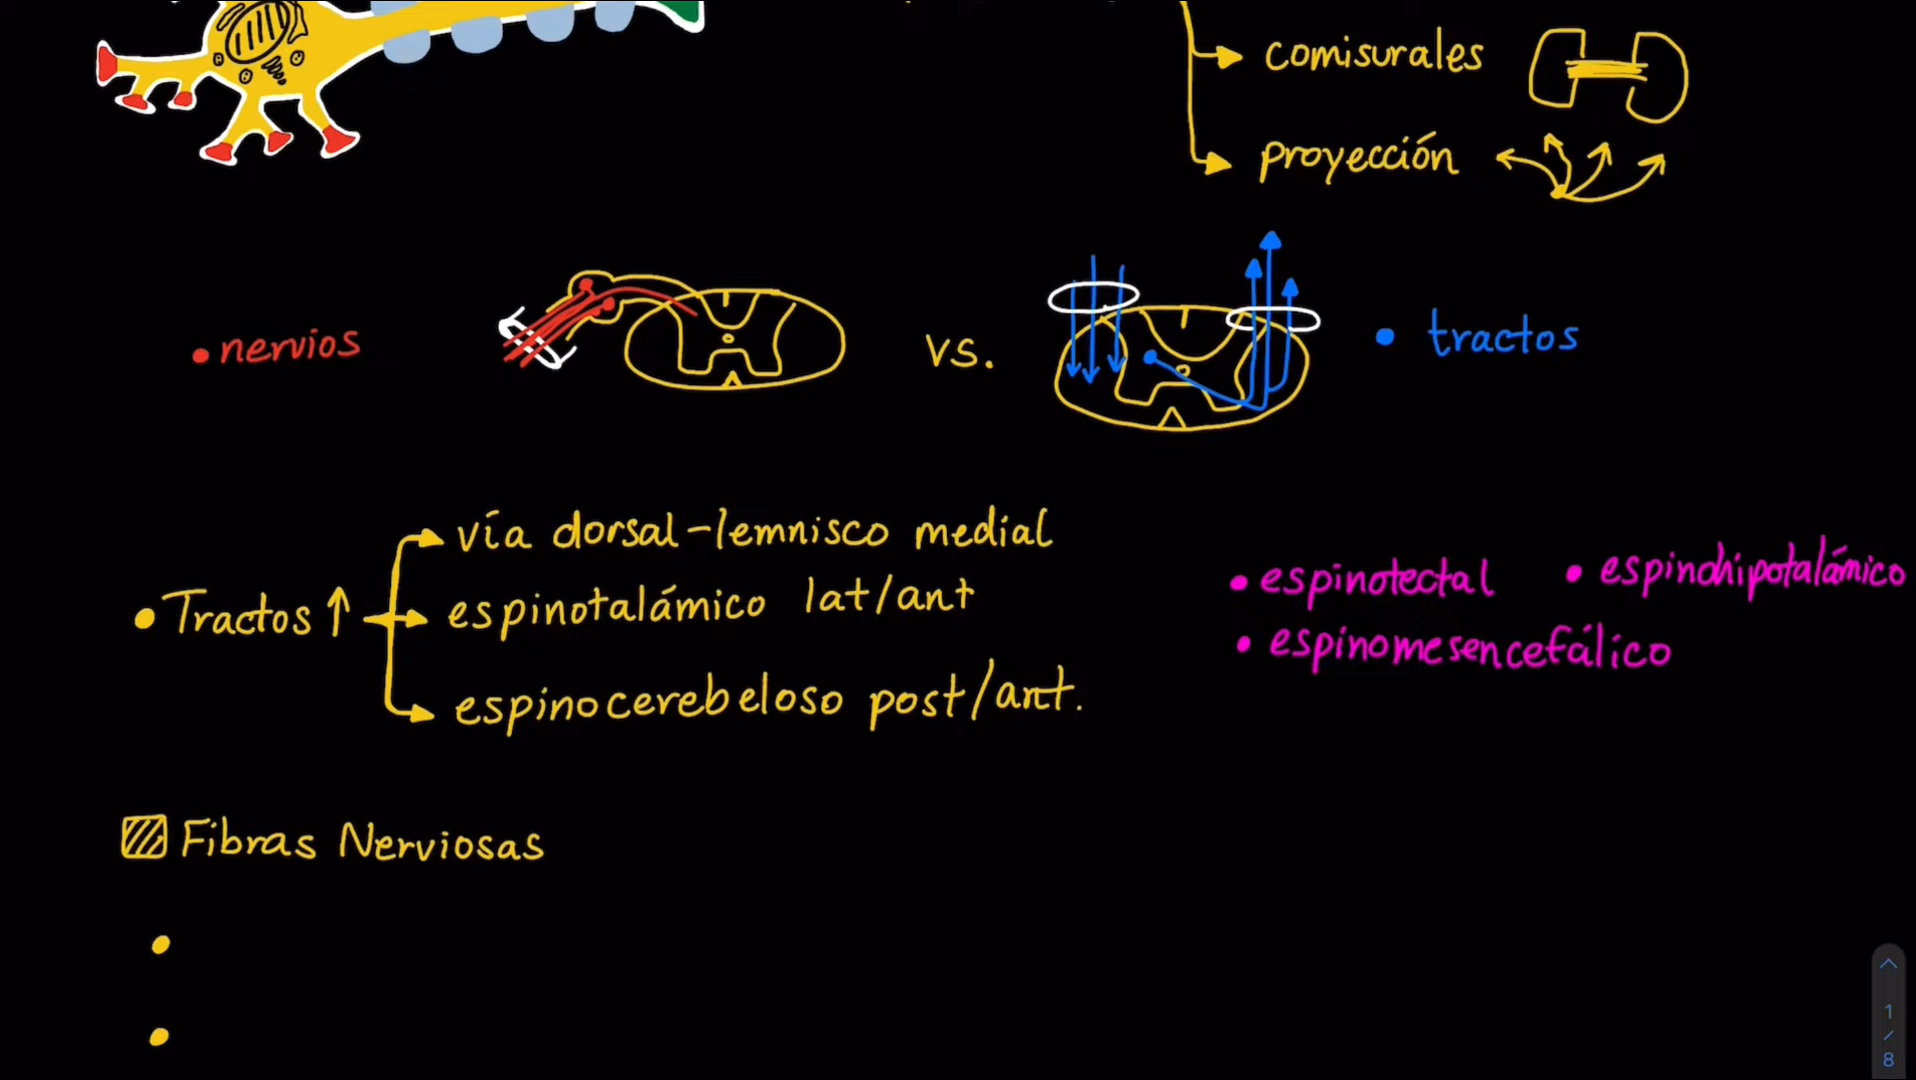 comisurales
proyección
• nervios
vs.
• tractos
vía dorsal-lemnisco medial
• Tractos ↑
espinotalámico lat/ant
espinocerebeloso post/ant.
• espinotectal
• espinohipotalámico
• espinomesencefálico
Fibras Nerviosas
•
•
1
/
8